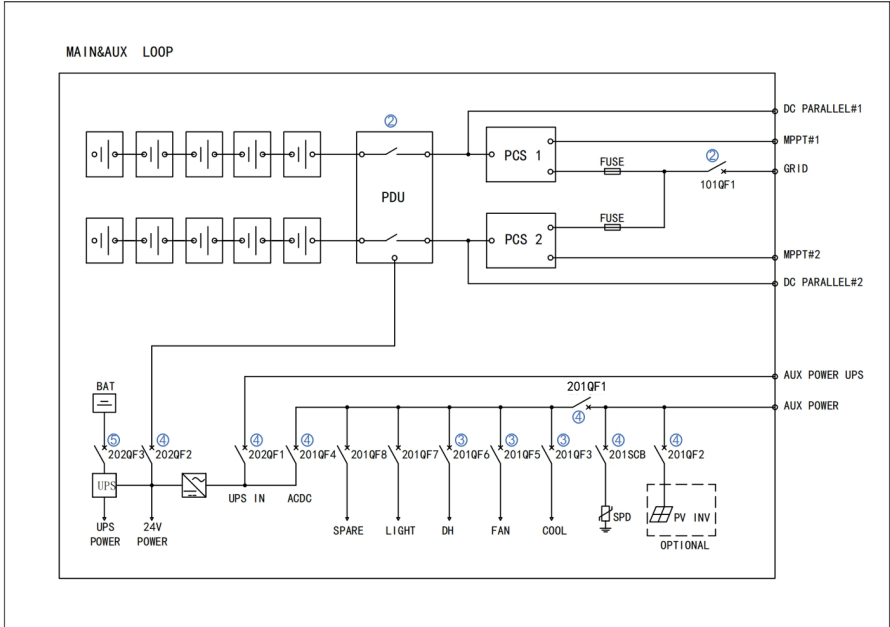 MAIN&AUX LOOP
DC PARALLEL#1
②
MPPT#1
PCS 1
FUSE
②
GRID
101QF1
PDU
FUSE
PCS 2
MPPT#2
DC PARALLEL#2
AUX POWER UPS
BAT
201QF1
AUX POWER
④
⑤ ④ ④ ④ ③ ③ ③ ④ ④
202QF3 202QF2 202QF1 201QF4 201QF8 201QF7 201QF6 201QF5 201QF3 201SCB 201QF2
UPS
UPS IN ACDC
UPS POWER
24V POWER
SPARE LIGHT DH FAN COOL
SPD
PV INV
OPTIONAL